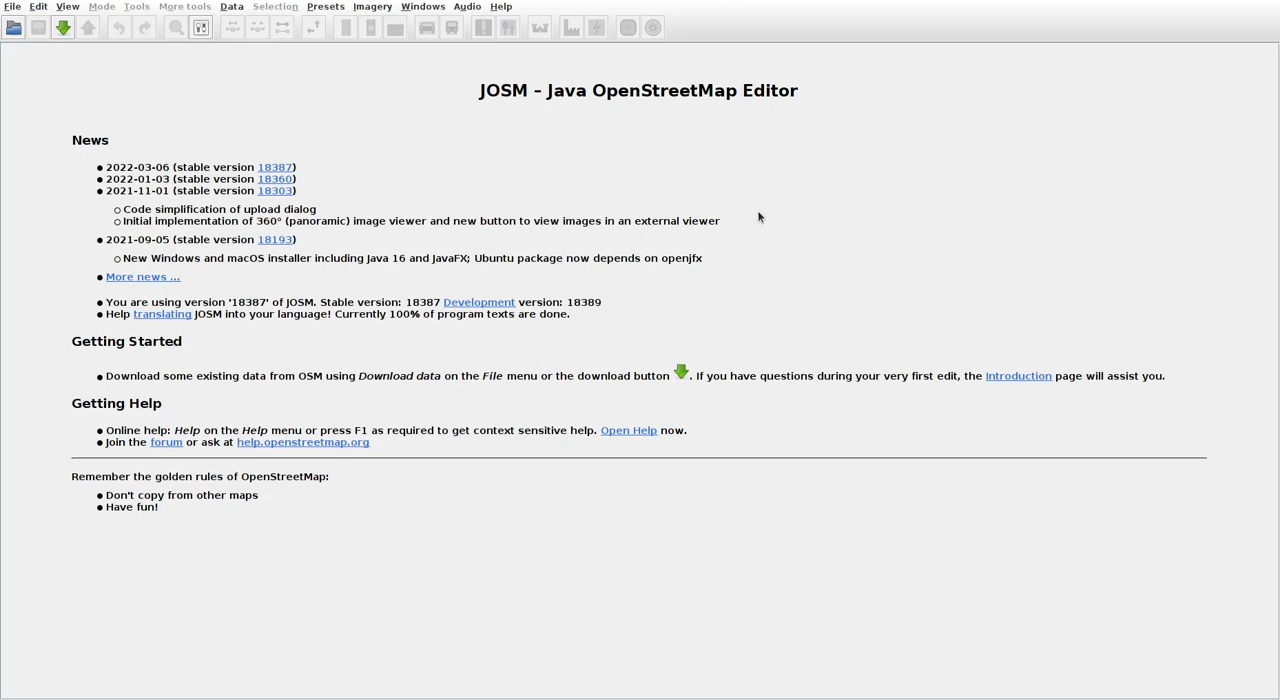 File Edit View Mode Tools More tools Data Selection Presets Imagery Windows Audio Help
JOSM – Java OpenStreetMap Editor
News
2022-03-06 (stable version 18387)
2022-01-03 (stable version 18360)
2021-11-01 (stable version 18303)
Code simplification of upload dialog
Initial implementation of 360° (panoramic) image viewer and new button to view images in an external viewer
2021-09-05 (stable version 18193)
New Windows and macOS installer including Java 16 and JavaFX; Ubuntu package now depends on openjfx
More news ...
You are using version '18387' of JOSM. Stable version: 18387 Development version: 18389
Help translating JOSM into your language! Currently 100% of program texts are done.
Getting Started
Download some existing data from OSM using Download data on the File menu or the download button . If you have questions during your very first edit, the Introduction page will assist you.
Getting Help
Online help: Help on the Help menu or press F1 as required to get context sensitive help. Open Help now.
Join the forum or ask at help.openstreetmap.org
Remember the golden rules of OpenStreetMap:
Don't copy from other maps
Have fun!